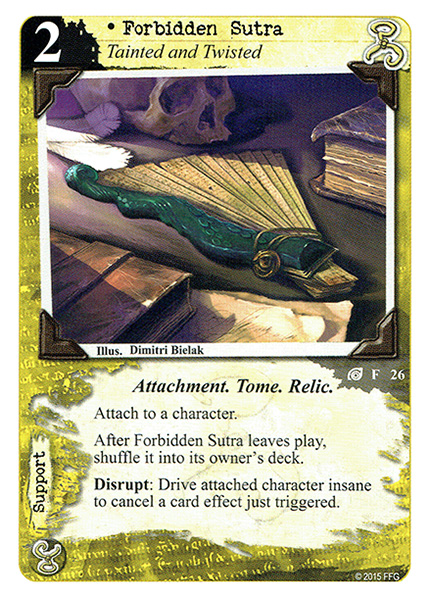 2
• Forbidden Sutra
Tainted and Twisted
Illus. Dimitri Bielak
F 26
Attachment. Tome. Relic.
Attach to a character.
After Forbidden Sutra leaves play,
shuffle it into its owner's deck.
Disrupt: Drive attached character insane
to cancel a card effect just triggered.
Support
© 2015 FFG